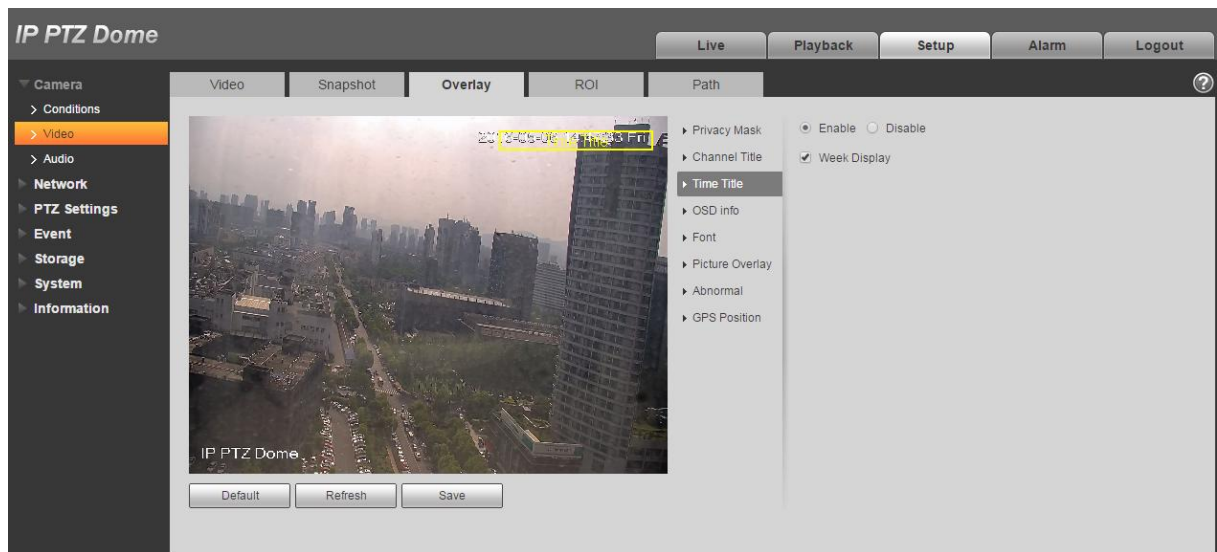 IP PTZ Dome
Live Playback Setup Alarm Logout
Camera
Conditions
Video
Audio
Network
PTZ Settings
Event
Storage
System
Information
Video Snapshot Overlay ROI Path
Fri
IP PTZ Dome
Default Refresh Save
Privacy Mask
Channel Title
Time Title
OSD info
Font
Picture Overlay
Abnormal
GPS Position
Enable Disable
Week Display